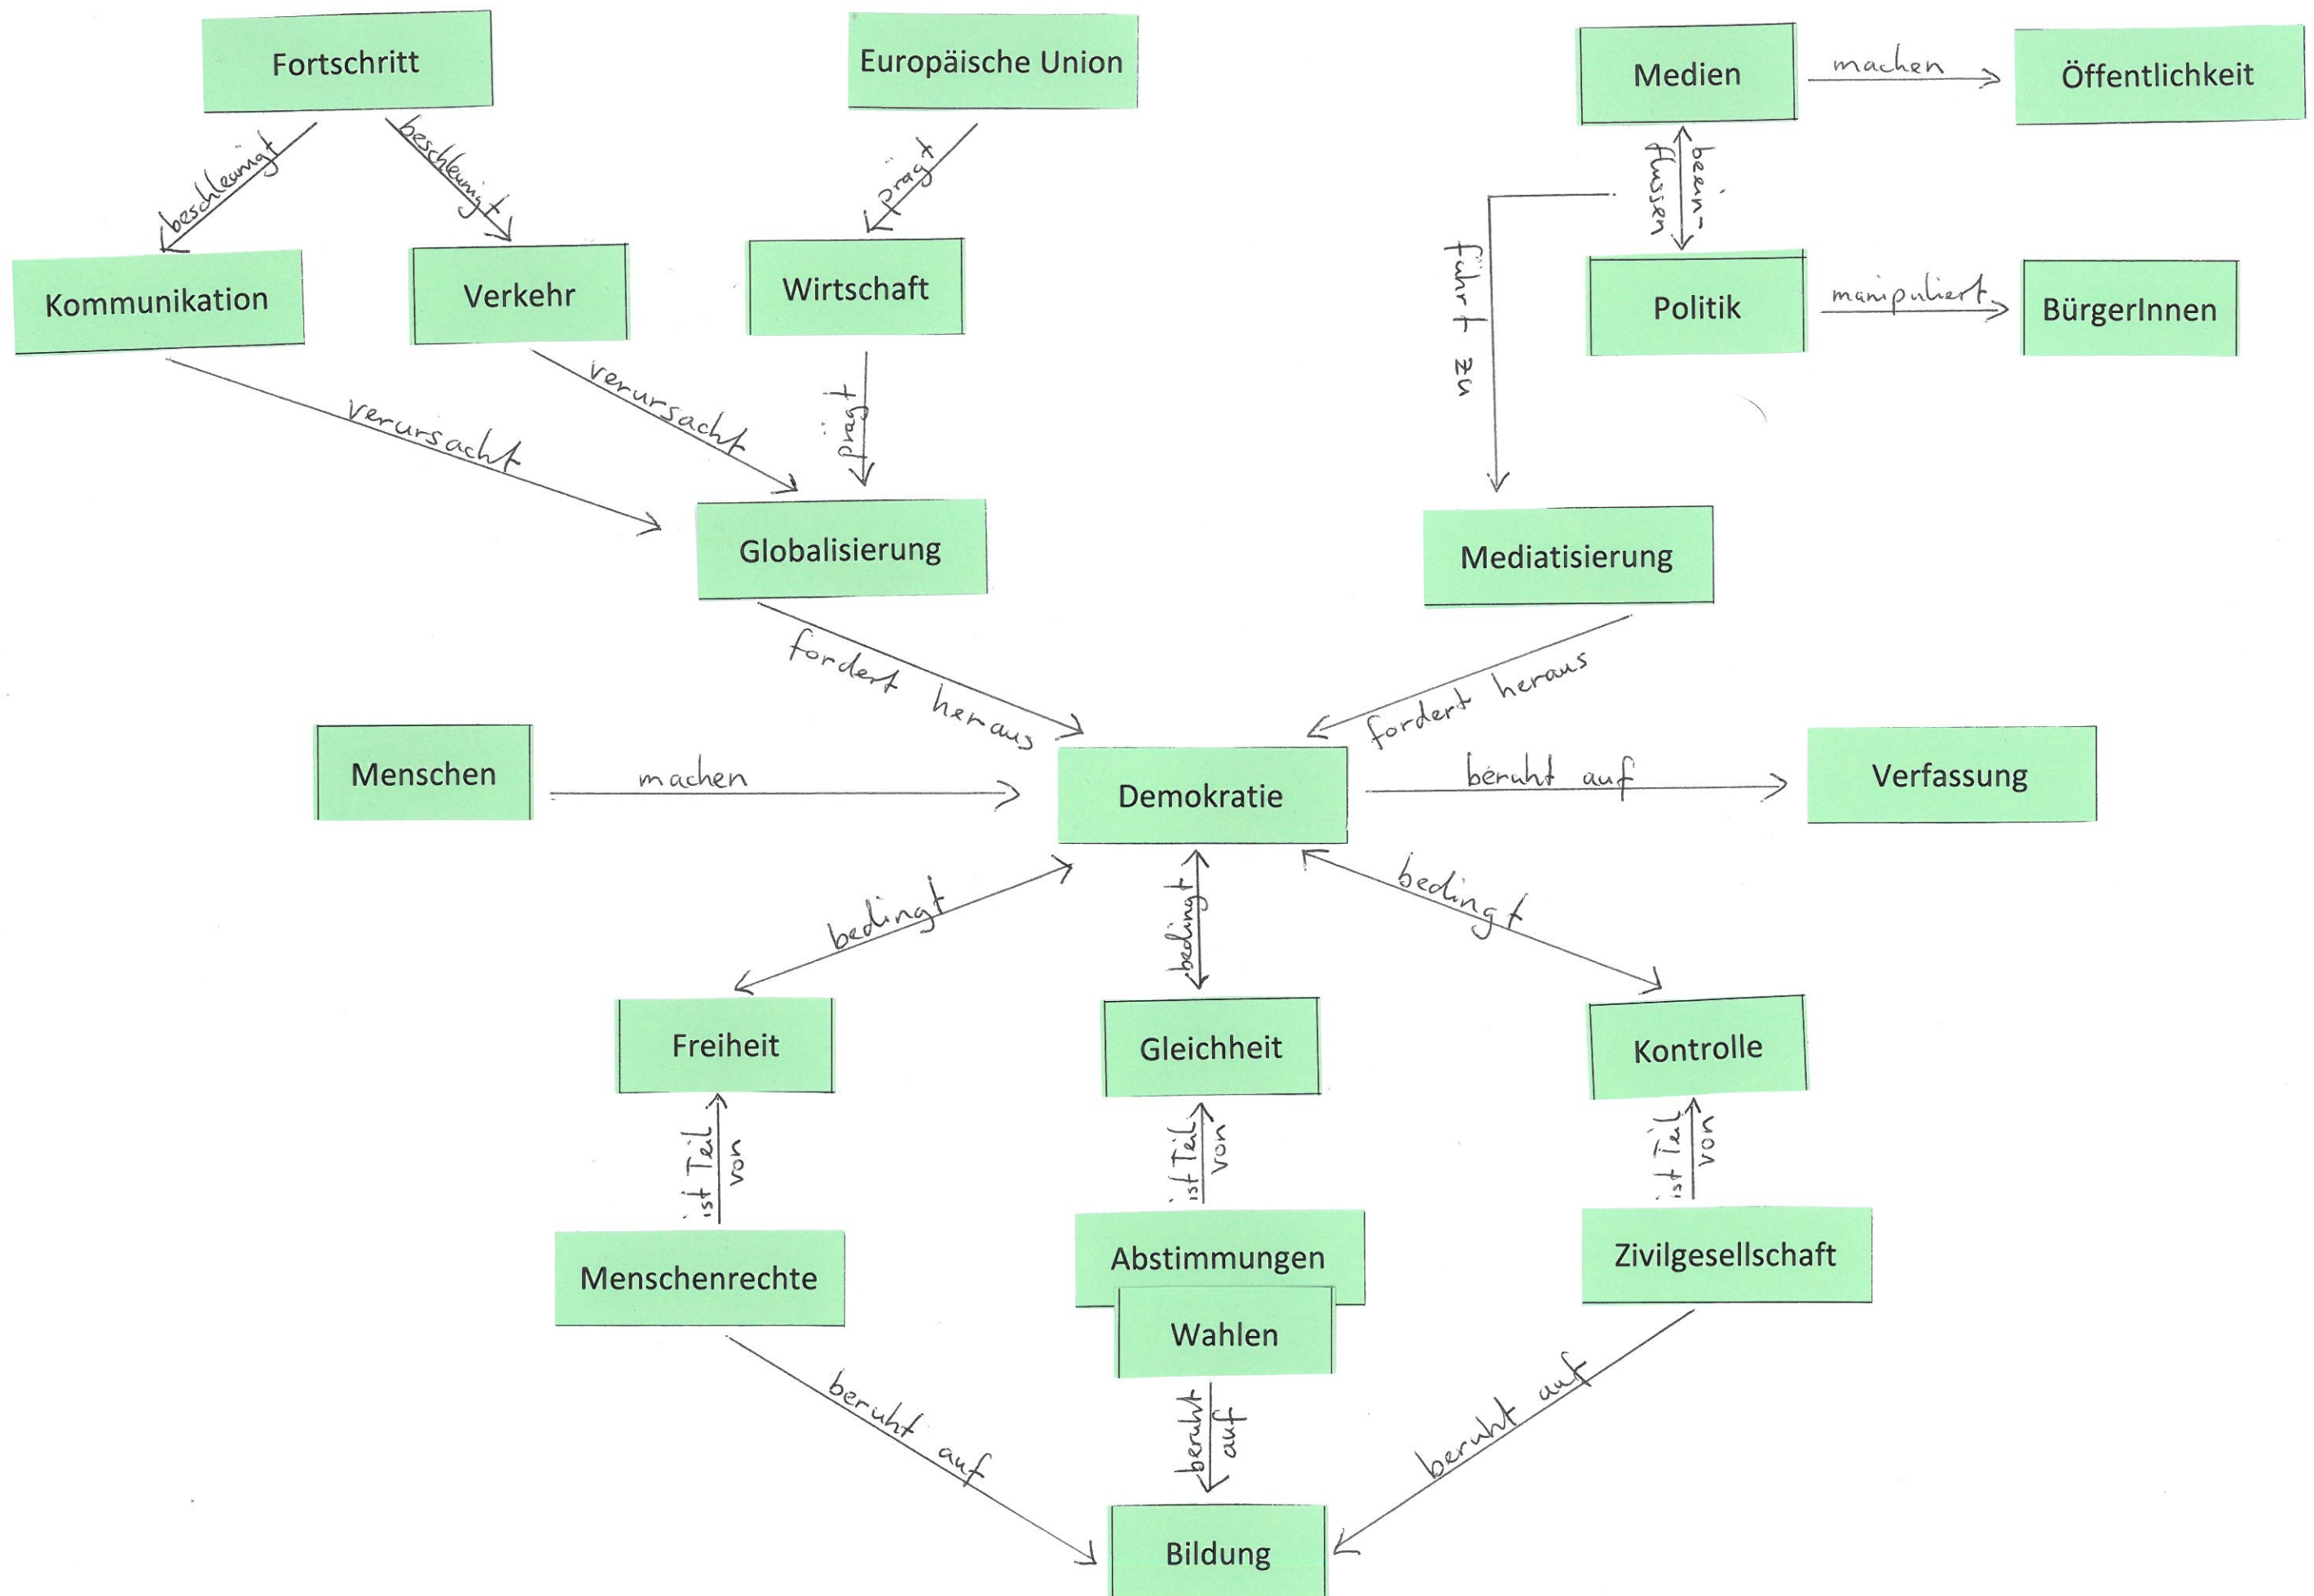 Fortschritt
Europäische Union
Medien
machen
Öffentlichkeit
beschleunigt
beschleunigt
prägt
beein-
flussen
Kommunikation
Verkehr
Wirtschaft
führt zu
Politik
manipuliert
BürgerInnen
verursacht
verursacht
prägt
Globalisierung
Mediatisierung
fordert heraus
fordert heraus
Menschen
machen
Demokratie
beruht auf
Verfassung
bedingt
bedingt
bedingt
Freiheit
Gleichheit
Kontrolle
ist Teil
von
ist Teil
von
ist Teil
von
Menschenrechte
Abstimmungen
Zivilgesellschaft
Wahlen
beruht auf
beruht
auf
beruht auf
Bildung